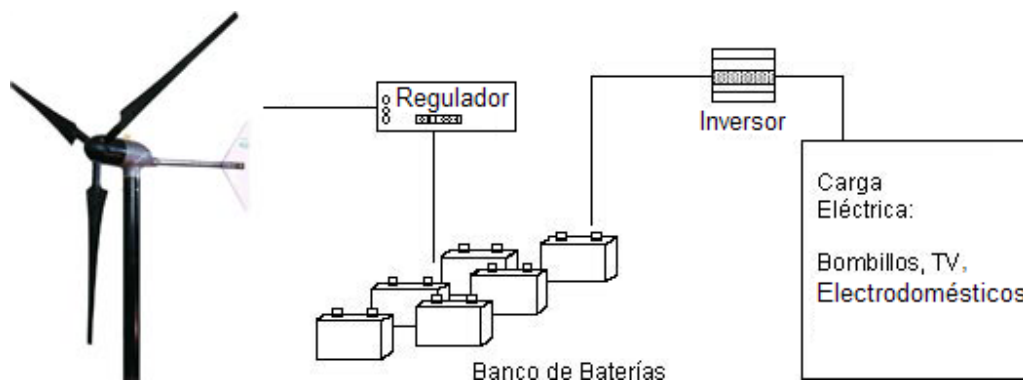 Regulador
Inversor
Carga
Eléctrica:
Bombillos, TV,
Electrodomésticos
Banco de Baterías